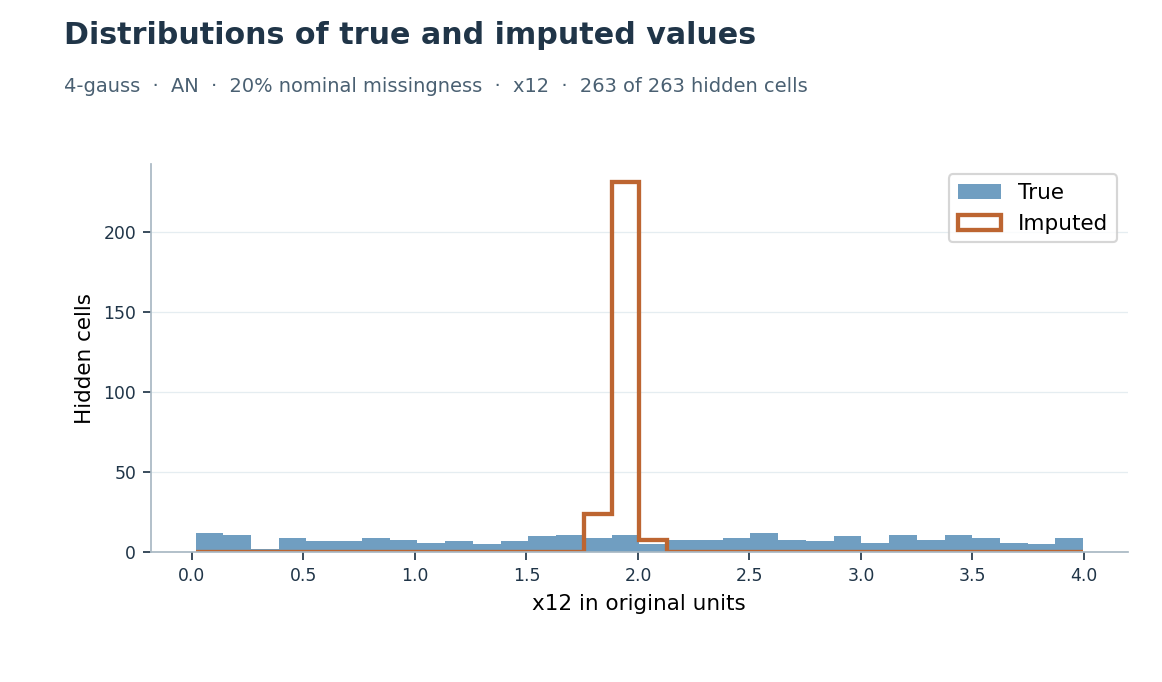 Distributions of true and imputed values
4-gauss · AN · 20% nominal missingness · x12 · 263 of 263 hidden cells
True
Imputed
Hidden cells
200
150
100
50
0
0.0 0.5 1.0 1.5 2.0 2.5 3.0 3.5 4.0
x12 in original units